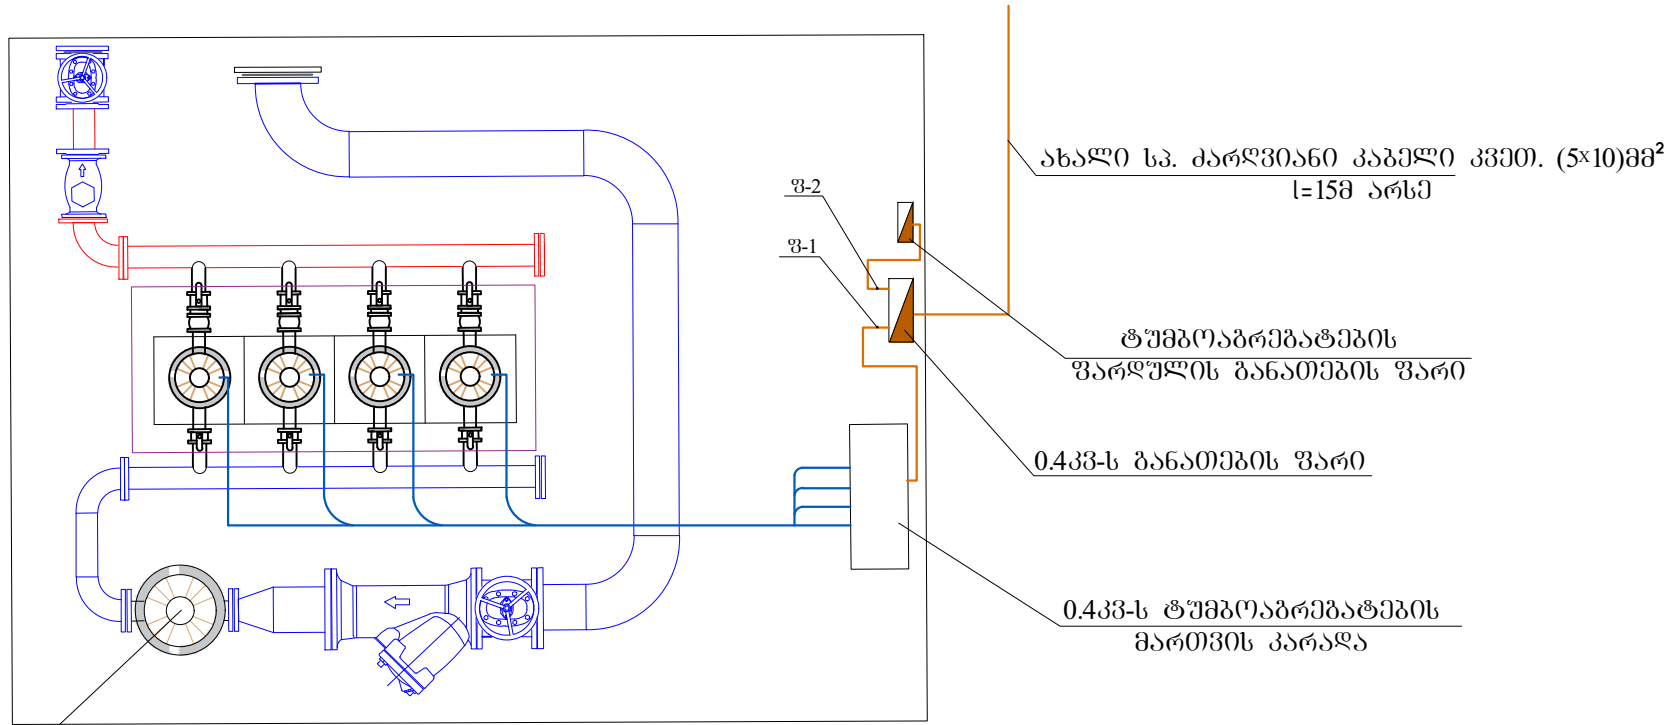 ახალი სპ. ძარღვიანი კაბელი კვეთ. (5x10)მმ²
l=15მ არსე
ფ-2
ფ-1
ტუმბოაგრეგატების
ფარდულის განათების ფარი
0.4კვ-ს განათების ფარი
0.4კვ-ს ტუმბოაგრეგატების
მართვის კარადა